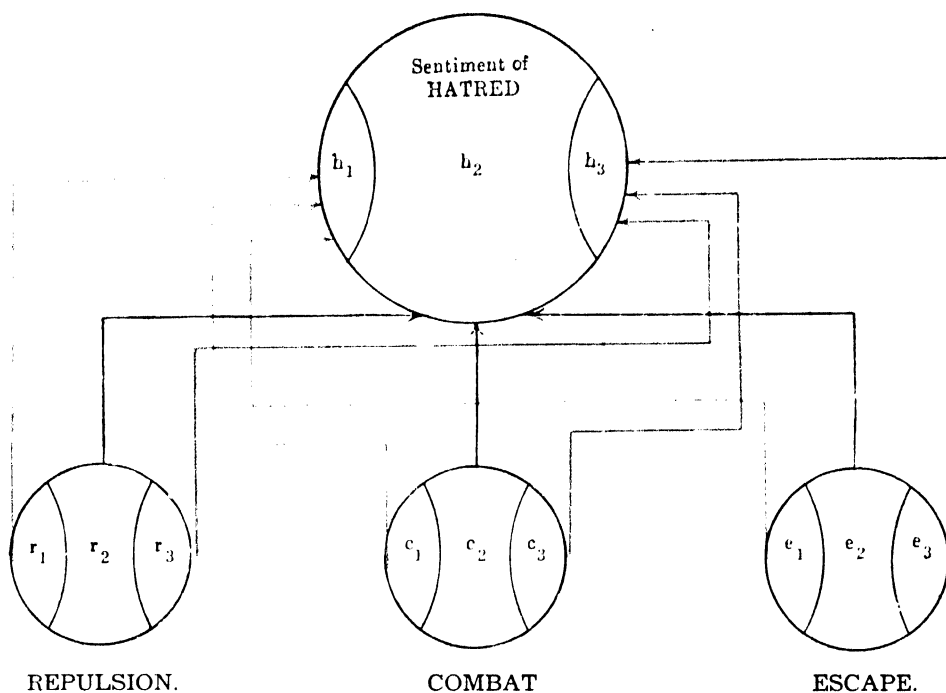 Sentiment of
HATRED
h1 h2 h3
r1 r2 r3 c1 c2 c3 e1 e2 e3
REPULSION. COMBAT ESCAPE.